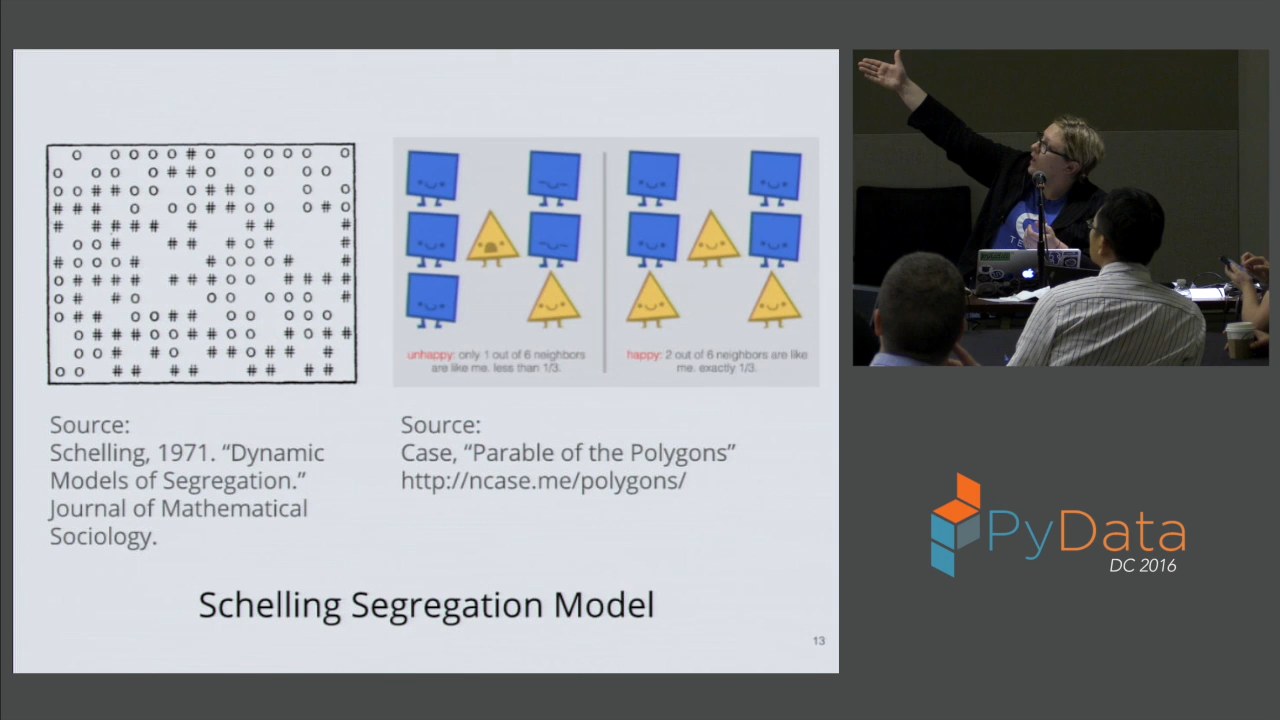 Source:
Schelling, 1971. “Dynamic
Models of Segregation.”
Journal of Mathematical
Sociology.
unhappy: only 1 out of 6 neighbors
are like me. less than 1/3.
happy: 2 out of 6 neighbors are like
me. exactly 1/3.
Source:
Case, “Parable of the Polygons”
http://ncase.me/polygons/
Schelling Segregation Model
13
PyData
DC 2016